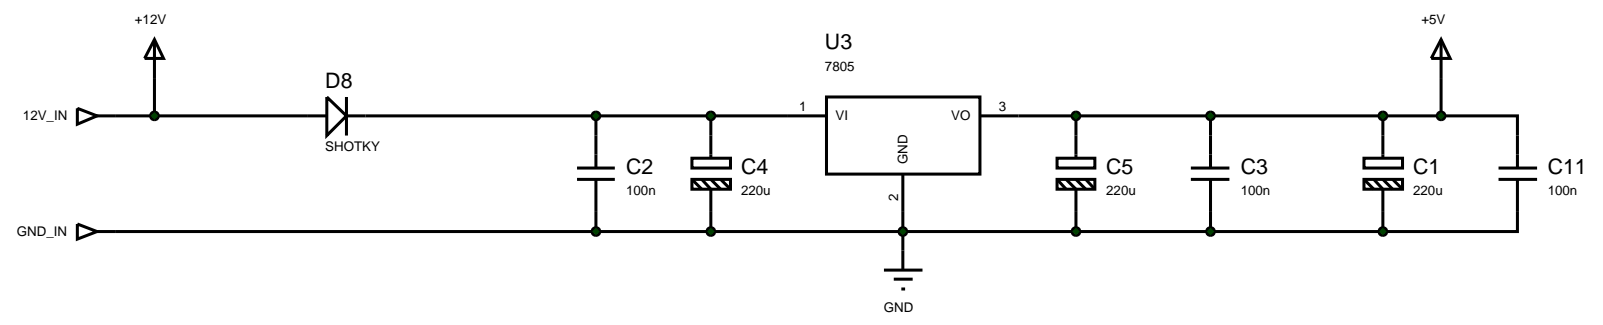 +12V
+5V
U3
7805
D8
12V_IN
1
VI
VO
3
SHOTKY
GND
C2
100n
C4
220u
C5
220u
C3
100n
C1
220u
C11
100n
2
GND_IN
GND